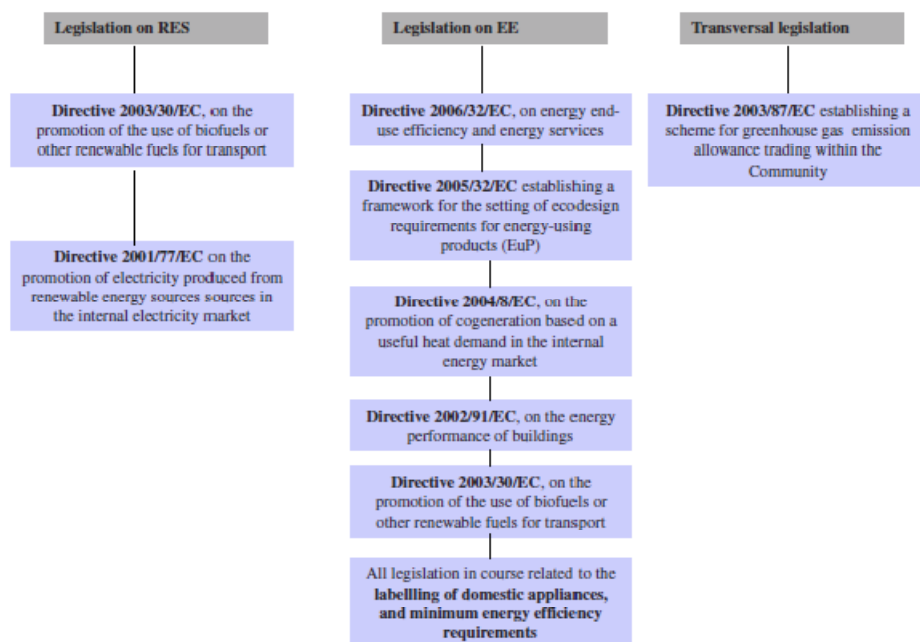 Legislation on RES
Directive 2003/30/EC, on the
promotion of the use of biofuels or
other renewable fuels for transport
Directive 2001/77/EC on the
promotion of electricity produced from
renewable energy sources sources in
the internal electricity market
Legislation on EE
Directive 2006/32/EC, on energy end-
use efficiency and energy services
Directive 2005/32/EC establishing a
framework for the setting of ecodesign
requirements for energy-using
products (EuP)
Directive 2004/8/EC, on the
promotion of cogeneration based on a
useful heat demand in the internal
energy market
Directive 2002/91/EC, on the energy
performance of buildings
Directive 2003/30/EC, on the
promotion of the use of biofuels or
other renewable fuels for transport
All legislation in course related to the
labellling of domestic appliances,
and minimum energy efficiency
requirements
Transversal legislation
Directive 2003/87/EC establishing a
scheme for greenhouse gas emission
allowance trading within the
Community